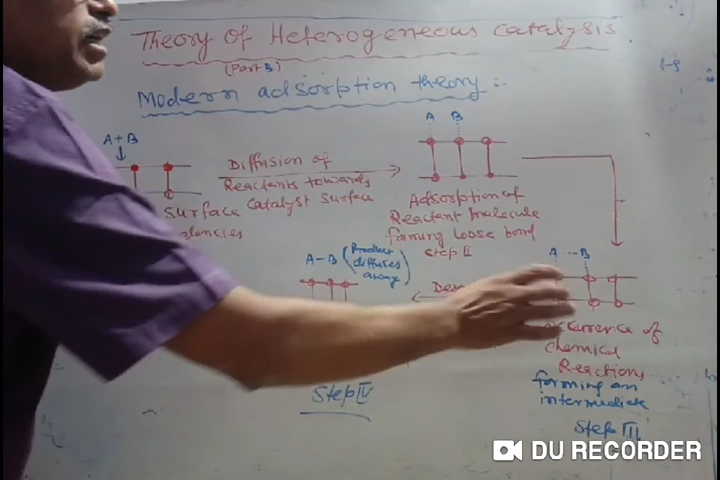 Theory of Heterogeneous Catalysis
(Part B)
Modern adsorption theory :-
A+B
Diffusion of
Reactants towards
Catalyst Surface
Surface
A B
Adsorption of
Reactant molecule
forming loose bond
Step II
A-B (Product
diffuses
away)
A ... B
occurrence of
chemical
Reactions
forming an
intermediate
Step III
Step IV
DU RECORDER